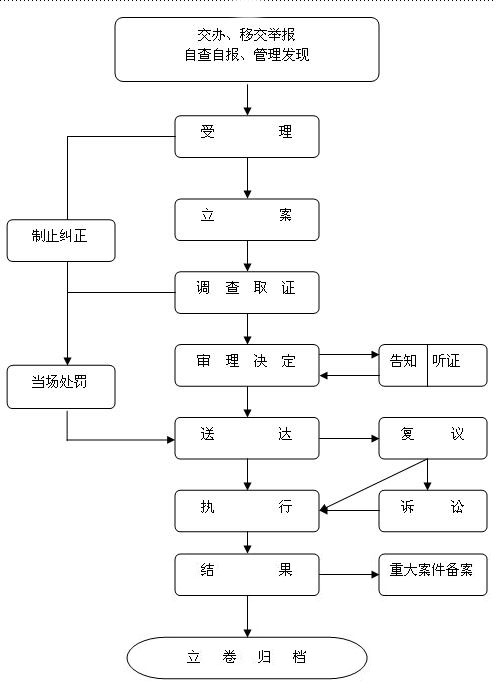 交办、移交举报
自查自报、管理发现
受 理
立 案
制止纠正
调 查 取 证
审 理 决 定
告知 听证
当场处罚
送 达
复 议
执 行
诉 讼
结 果
重大案件备案
立 卷 归 档